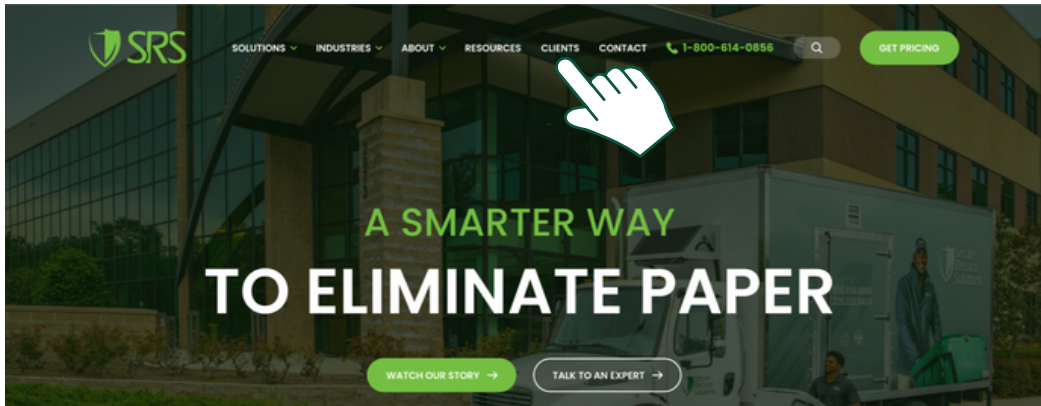 SRS
SOLUTIONS INDUSTRIES ABOUT RESOURCES CLIENTS CONTACT 1-800-614-0856 GET PRICING
A SMARTER WAY
TO ELIMINATE PAPER
WATCH OUR STORY →
TALK TO AN EXPERT →